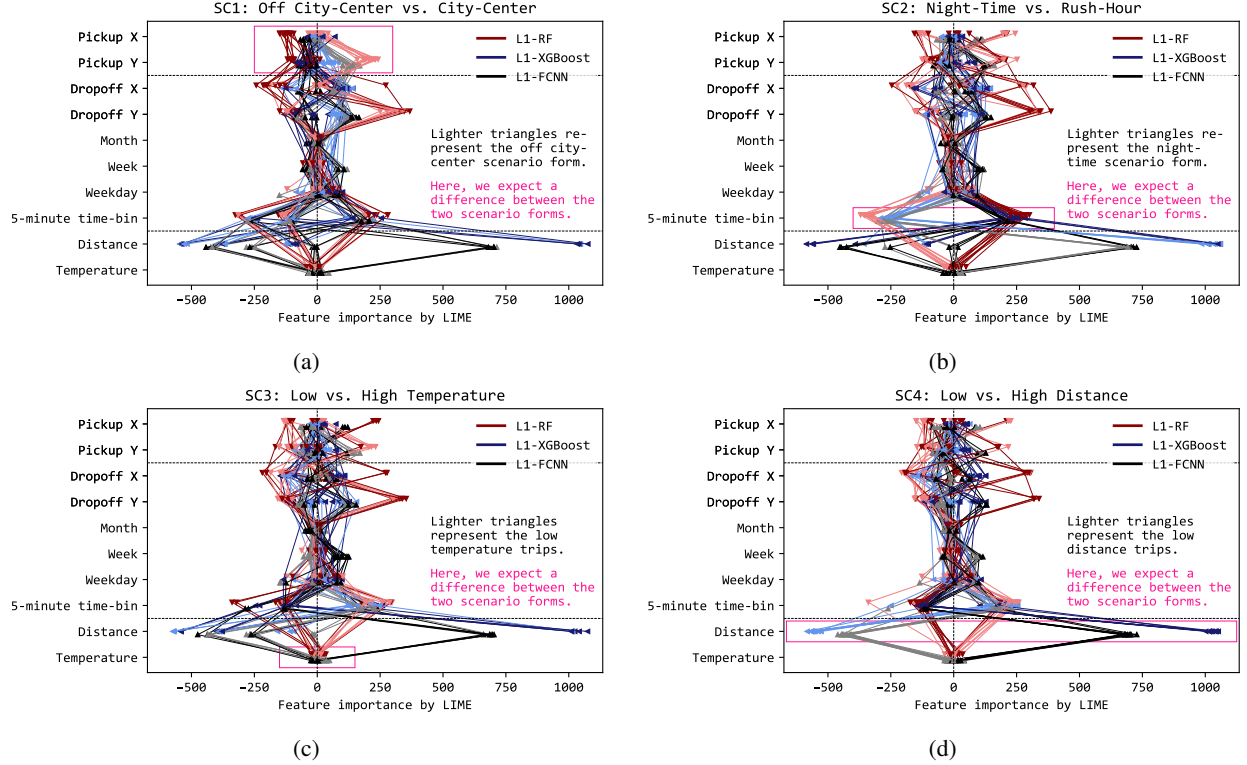 SC1: Off City-Center vs. City-Center
Pickup X
Pickup Y
Dropoff X
Dropoff Y
Month
Week
Weekday
5-minute time-bin
Distance
Temperature
L1-RF
L1-XGBoost
L1-FCNN
Lighter triangles re-
present the off city-
center scenario form.
Here, we expect a
difference between the
two scenario forms.
−500 −250 0 250 500 750 1000
Feature importance by LIME
(a)
SC2: Night-Time vs. Rush-Hour
Pickup X
Pickup Y
Dropoff X
Dropoff Y
Month
Week
Weekday
5-minute time-bin
Distance
Temperature
L1-RF
L1-XGBoost
L1-FCNN
Lighter triangles re-
present the night-
time scenario form.
Here, we expect a
difference between the
two scenario forms.
−500 −250 0 250 500 750 1000
Feature importance by LIME
(b)
SC3: Low vs. High Temperature
Pickup X
Pickup Y
Dropoff X
Dropoff Y
Month
Week
Weekday
5-minute time-bin
Distance
Temperature
L1-RF
L1-XGBoost
L1-FCNN
Lighter triangles
represent the low
temperature trips.
Here, we expect a
difference between the
two scenario forms.
−500 −250 0 250 500 750 1000
Feature importance by LIME
(c)
SC4: Low vs. High Distance
Pickup X
Pickup Y
Dropoff X
Dropoff Y
Month
Week
Weekday
5-minute time-bin
Distance
Temperature
L1-RF
L1-XGBoost
L1-FCNN
Lighter triangles
represent the low
distance trips.
Here, we expect a
difference between the
two scenario forms.
−500 −250 0 250 500 750 1000
Feature importance by LIME
(d)